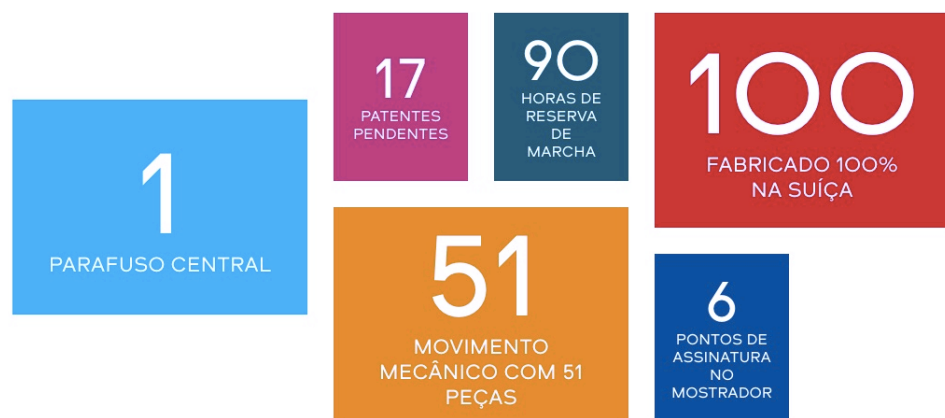 1
PARAFUSO CENTRAL
17
PATENTES
PENDENTES
90
HORAS DE
RESERVA
DE
MARCHA
100
FABRICADO 100%
NA SUÍÇA
51
MOVIMENTO
MECÂNICO COM 51
PEÇAS
6
PONTOS DE
ASSINATURA
NO
MOSTRADOR